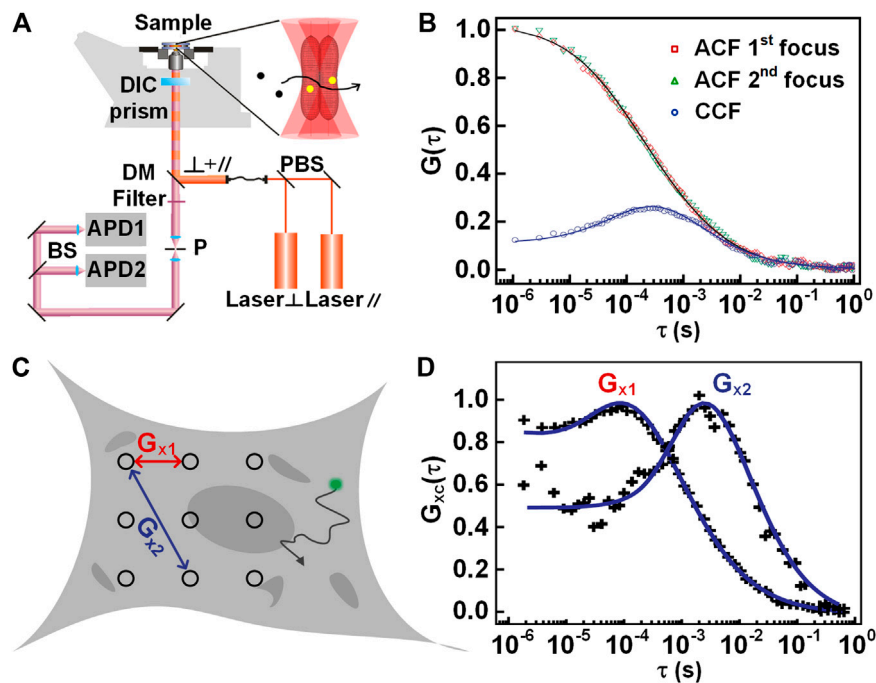 A
Sample
DIC
prism
DM
⊥+//
PBS
Filter
BS
APD1
APD2
P
Laser⊥ Laser //
B
G(τ)
1.0
0.8
0.6
0.4
0.2
0.0
ACF 1st focus
ACF 2nd focus
CCF
10-6 10-5 10-4 10-3 10-2 10-1 100
τ (s)
C
Gx1
Gx2
D
Gxc(τ)
1.0
0.8
0.6
0.4
0.2
0.0
Gx1
Gx2
10-6 10-5 10-4 10-3 10-2 10-1 100
τ (s)